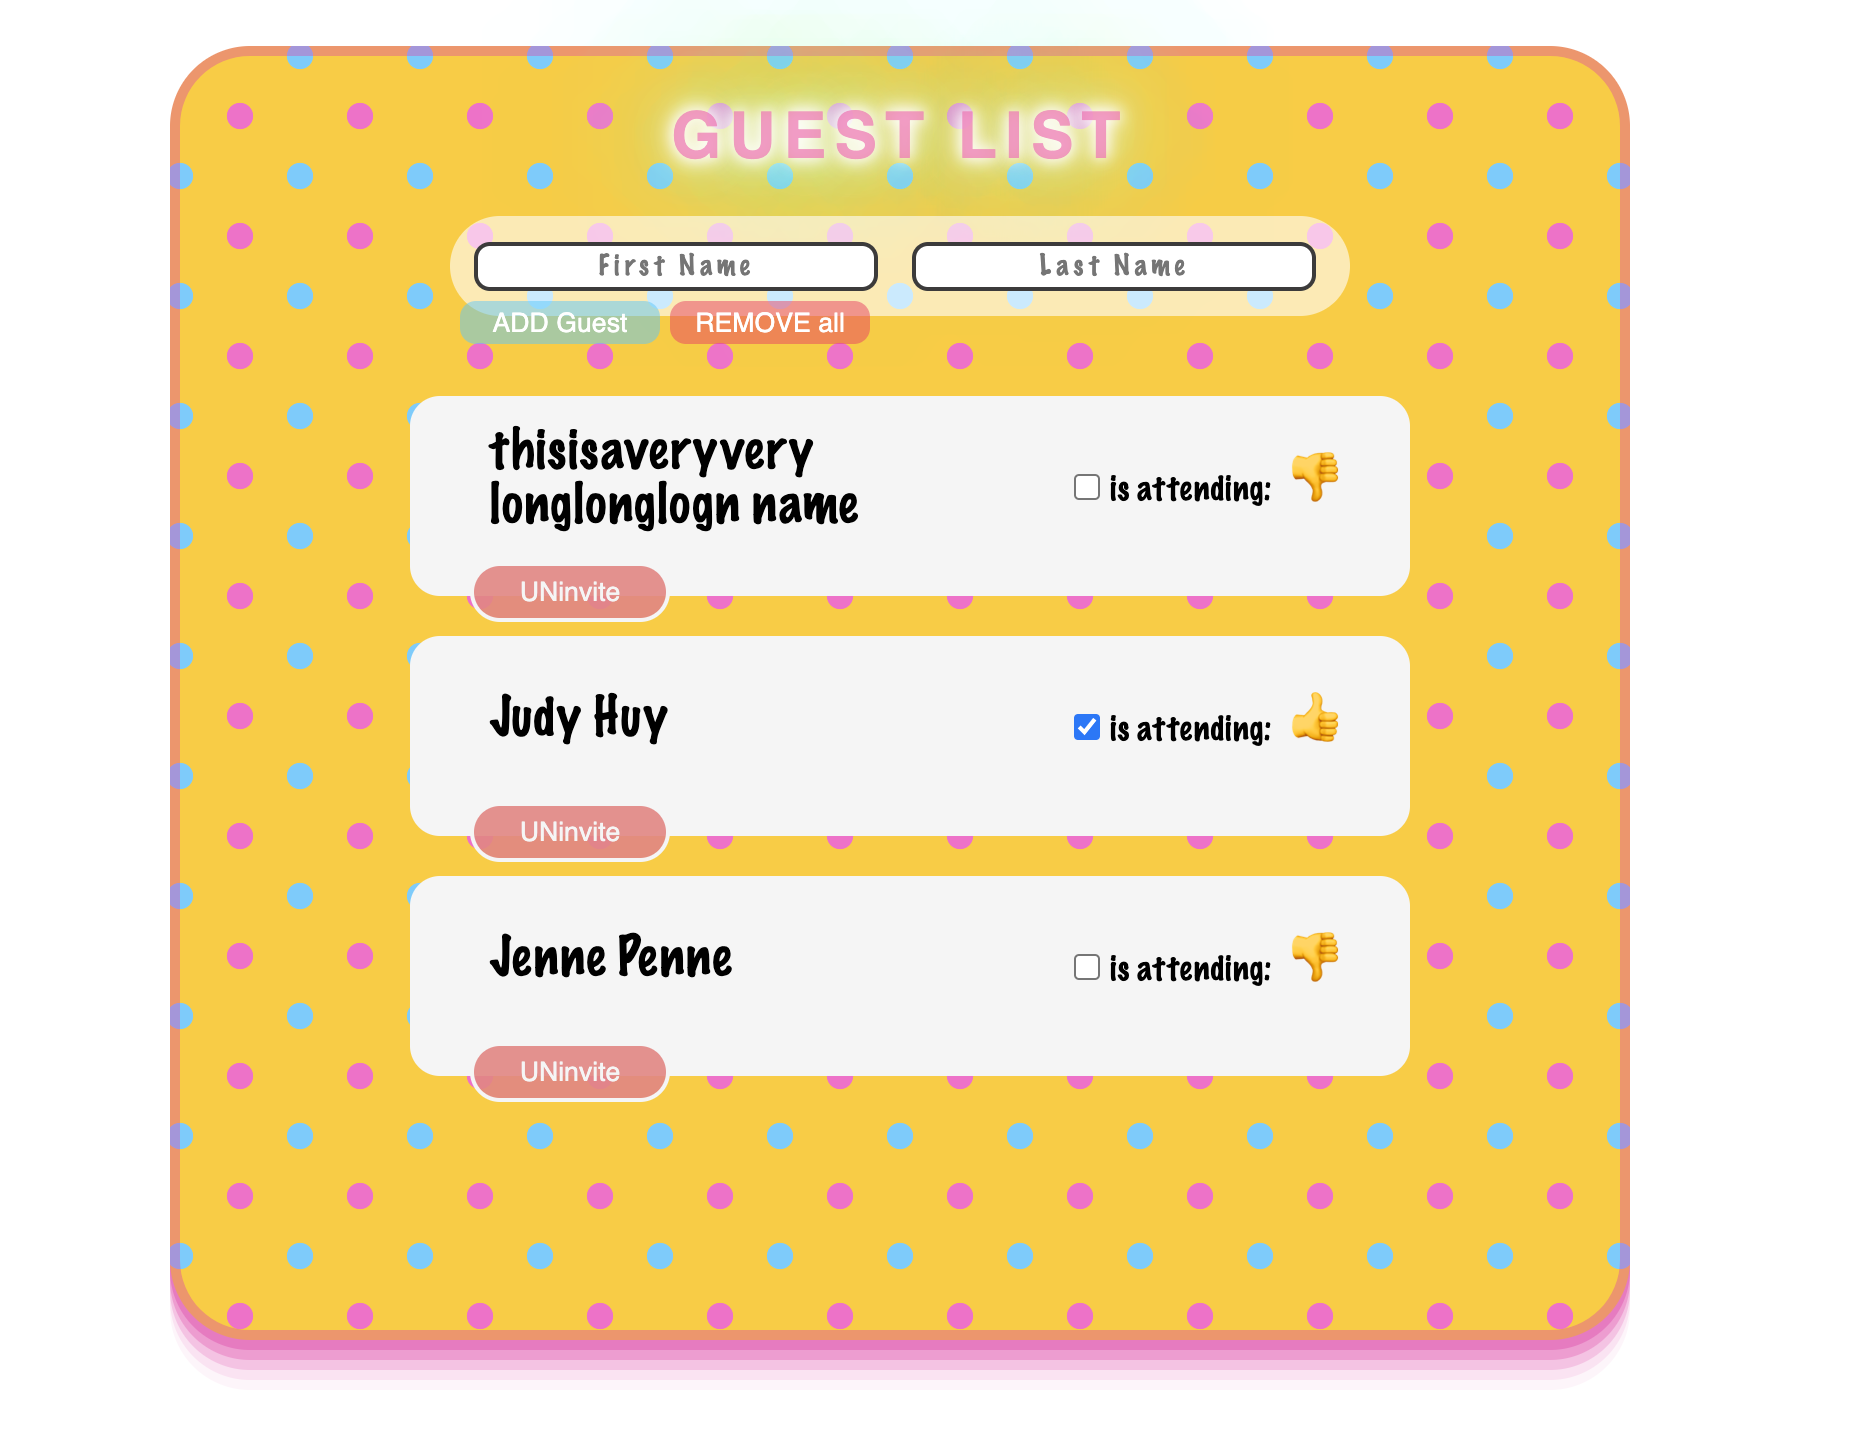 GUEST LIST
First Name
Last Name
ADD Guest
REMOVE all
thisisaveryvery
longlonglogn name
is attending: 👎
UNinvite
Judy Huy
is attending: 👍
UNinvite
Jenne Penne
is attending: 👎
UNinvite